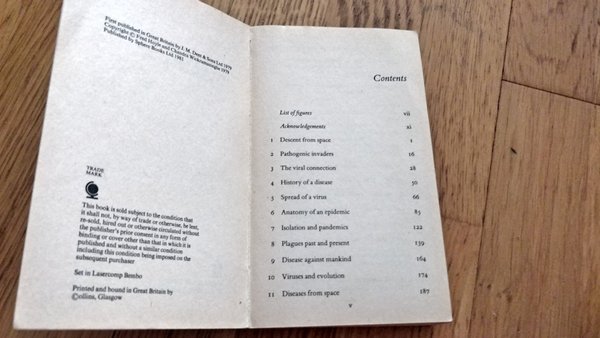 First published in Great Britain by J. M. Dent & Sons Ltd 1979
Copyright © Fred Hoyle and Chandra Wickramasinghe 1979
Published by Sphere Books Ltd 1981
TRADE
MARK
This book is sold subject to the condition that
it shall not, by way of trade or otherwise, be lent,
re-sold, hired out or otherwise circulated without
the publisher's prior consent in any form of
binding or cover other than that in which it is
published and without a similar condition
including this condition being imposed on the
subsequent purchaser
Set in Lasercomp Bembo
Printed and bound in Great Britain by
©ollins, Glasgow
Contents
List of figures vii
Acknowledgements xi
1 Descent from space 1
2 Pathogenic invaders 16
3 The viral connection 28
4 History of a disease 50
5 Spread of a virus 66
6 Anatomy of an epidemic 85
7 Isolation and pandemics 122
8 Plagues past and present 139
9 Disease against mankind 164
10 Viruses and evolution 174
11 Diseases from space 187
v